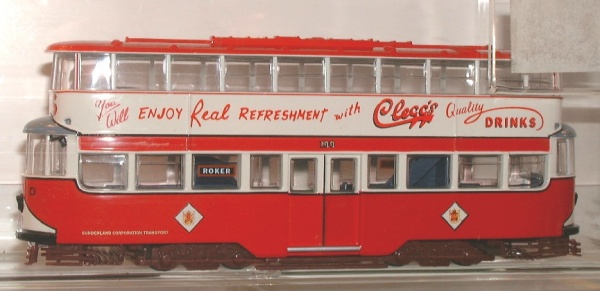 You Will ENJOY Real REFRESHMENT with Clegg's Quality DRINKS
ROKER
SUNDERLAND CORPORATION TRANSPORT